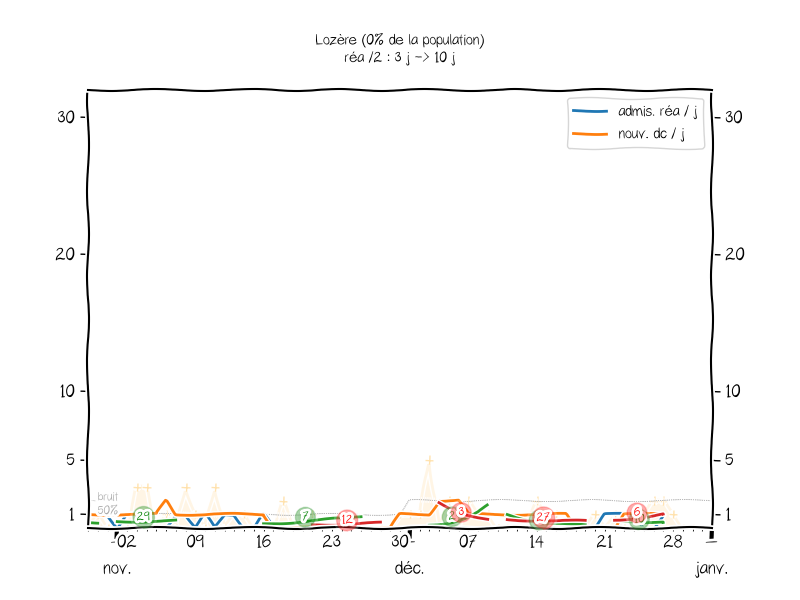 Lozère (0% de la population)
réa /2 : 3 j -> 10 j
admis. réa / j
nouv. dc / j
30 30
20 20
10 10
5 5
bruit
50%
1 29 7 12 3 27 6 1
02 09 16 23 30 07 14 21 28
nov. déc. janv.